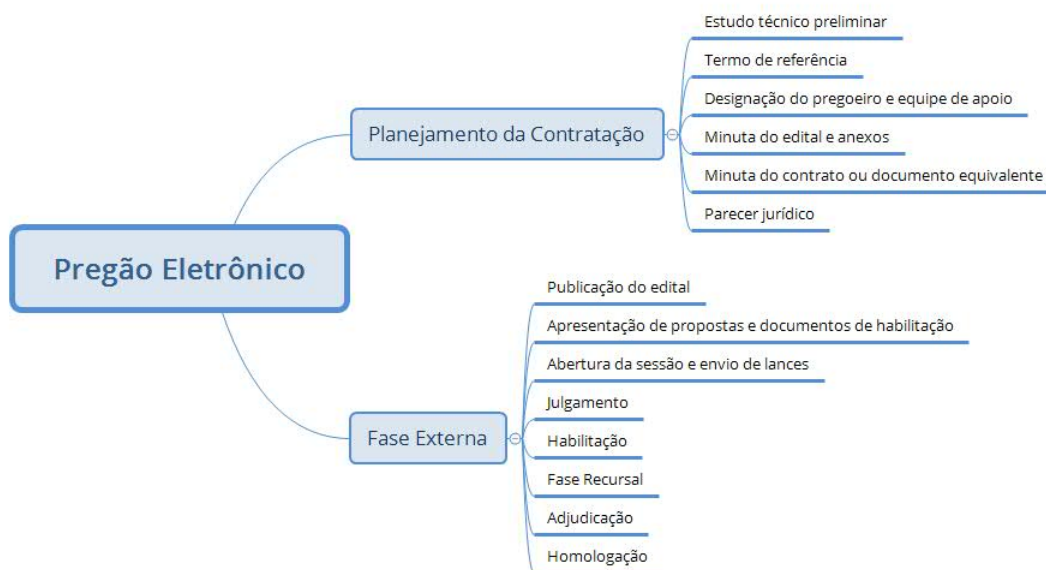 Pregão Eletrônico
Planejamento da Contratação
Estudo técnico preliminar
Termo de referência
Designação do pregoeiro e equipe de apoio
Minuta do edital e anexos
Minuta do contrato ou documento equivalente
Parecer jurídico
Fase Externa
Publicação do edital
Apresentação de propostas e documentos de habilitação
Abertura da sessão e envio de lances
Julgamento
Habilitação
Fase Recursal
Adjudicação
Homologação